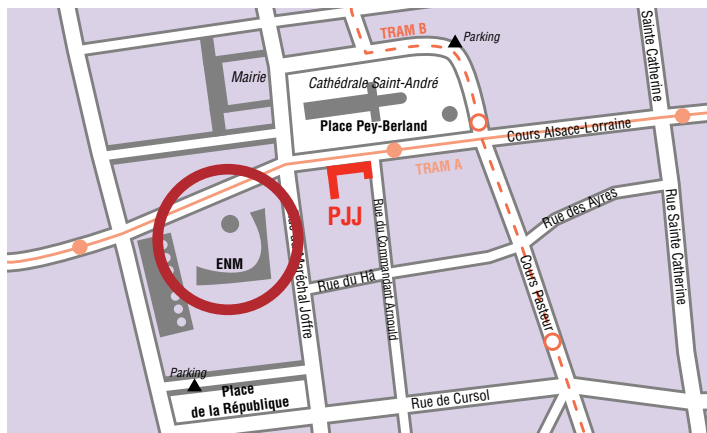 TRAM B
Parking
Sainte Catherine
Mairie
Cathédrale Saint-André
Place Pey-Berland
Cours Alsace-Lorraine
TRAM A
PJJ
ENM
Rue du Commandant Arnould
Rue des Ayres
Rue Sainte Catherine
Maréchal Joffre
Rue du Hâ
Cours Pasteur
Parking
Place
de la République
Rue de Cursol